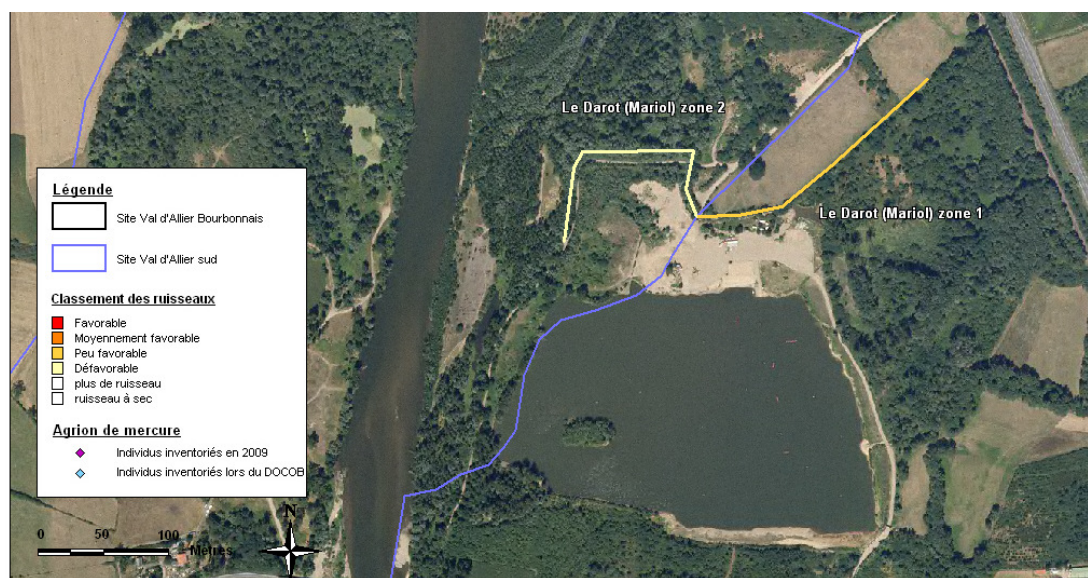 Le Darot (Mariol) zone 2
Le Darot (Mariol) zone 1
Légende
Site Val d'Allier Bourbonnais
Site Val d'Allier sud
Classement des ruisseaux
Favorable
Moyennement favorable
Peu favorable
Défavorable
plus de ruisseau
ruisseau à sec
Agrion de mercure
Individus inventoriés en 2009
Individus inventoriés lors du DOCOB
0 50 100
Mètres
N